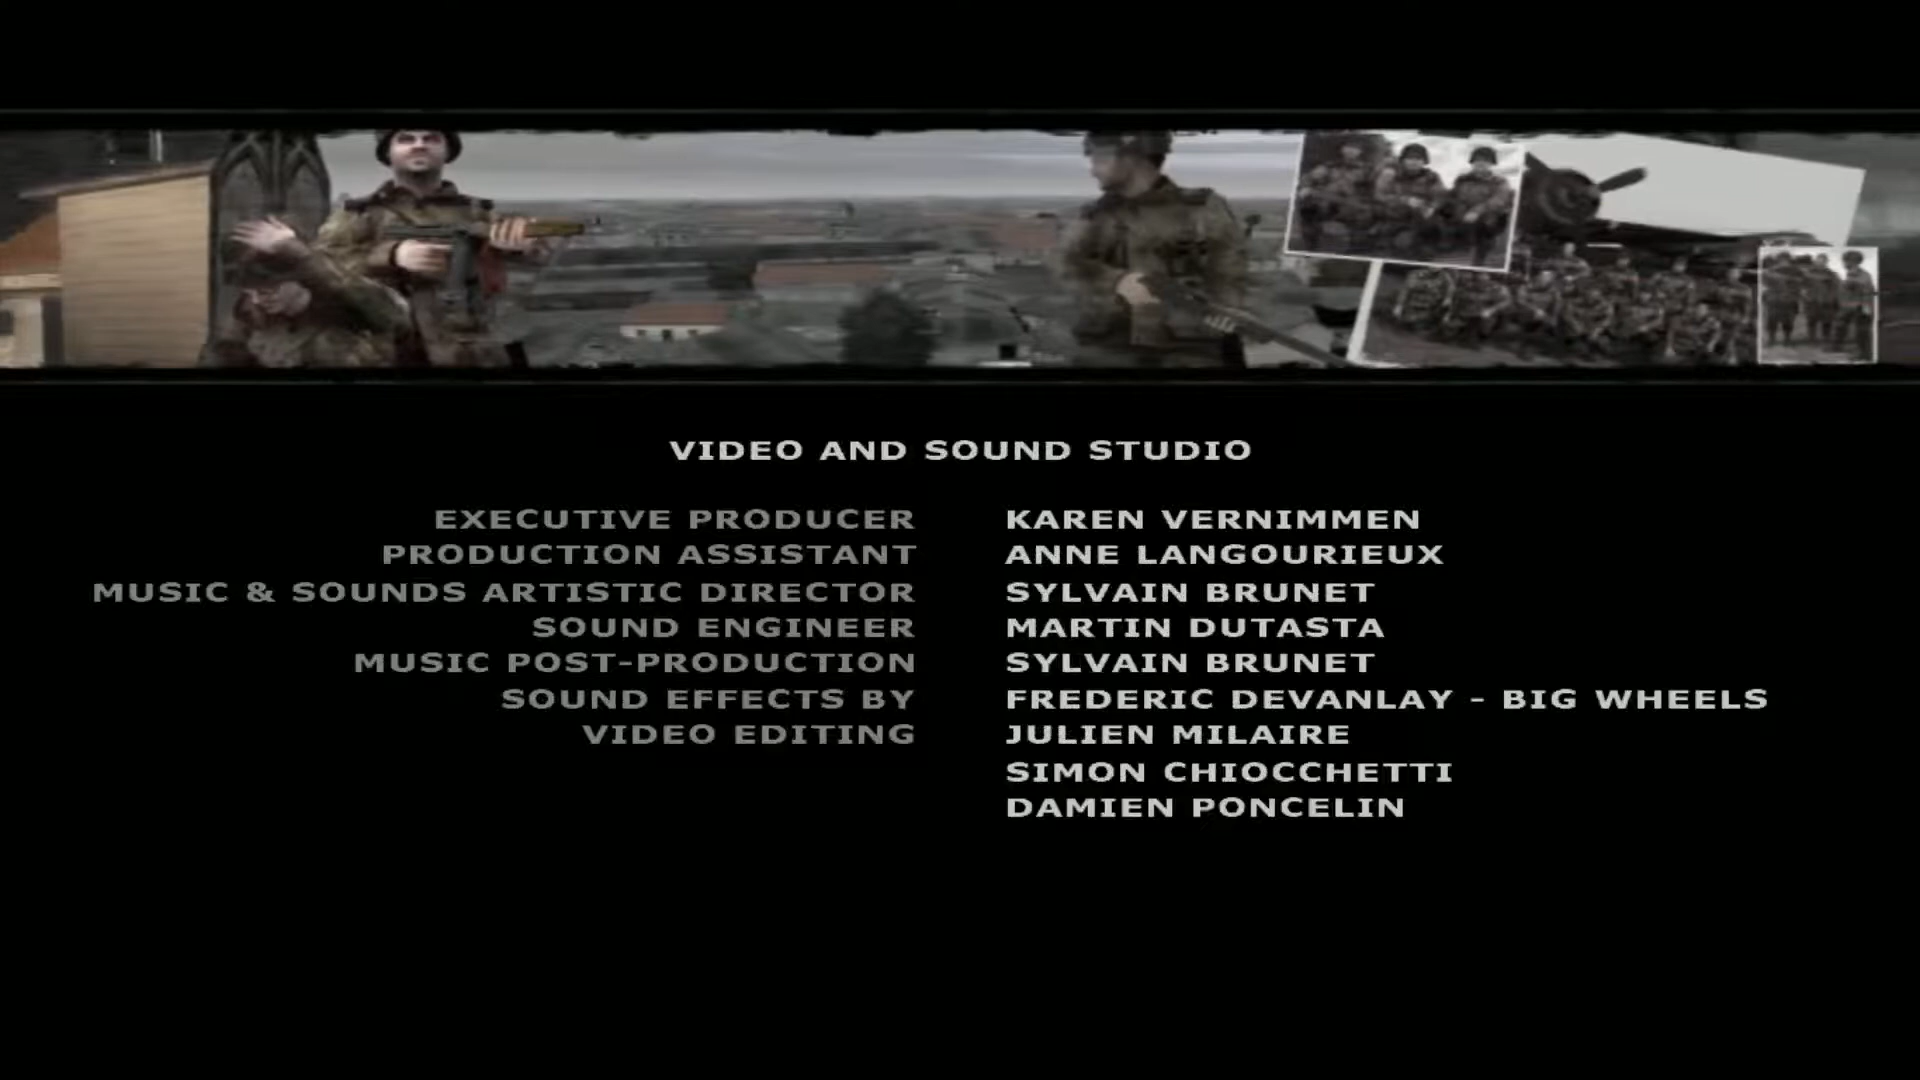 VIDEO AND SOUND STUDIO
EXECUTIVE PRODUCER KAREN VERNIMMEN
PRODUCTION ASSISTANT ANNE LANGOURIEUX
MUSIC & SOUNDS ARTISTIC DIRECTOR SYLVAIN BRUNET
SOUND ENGINEER MARTIN DUTASTA
MUSIC POST-PRODUCTION SYLVAIN BRUNET
SOUND EFFECTS BY FREDERIC DEVANLAY - BIG WHEELS
VIDEO EDITING JULIEN MILAIRE
SIMON CHIOCCHETTI
DAMIEN PONCELIN